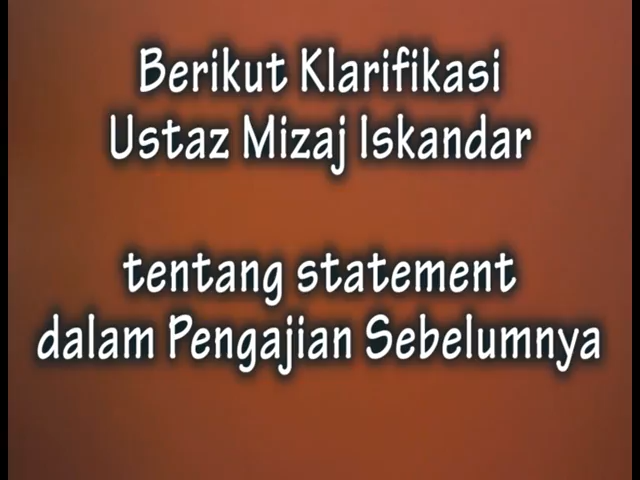 Berikut Klarifikasi
Ustaz Mizaj Iskandar
tentang statement
dalam Pengajian Sebelumnya